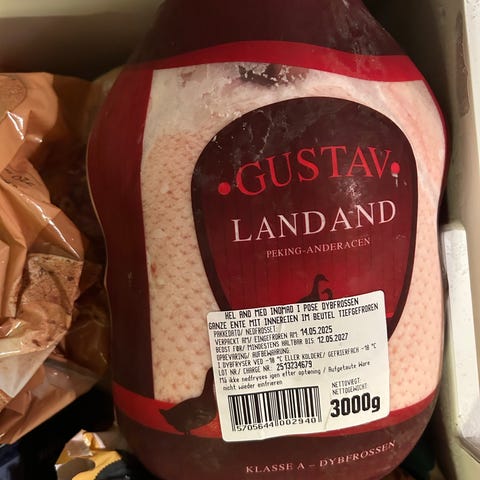 GUSTAV
LANDAND
PEKING-ANDERACEN
HEL AND MED INDMAD I POSE DYBFROSSEN
GANZE ENTE MIT INNEREIEN IM BEUTEL TIEFGEFROREN
PAKKEDATO/ NEDFROSSET:
VERPACKT AM/ EINGEFROREN AM: 14.05.2025
BEDST FØR/ MINDESTENS HALTBAR BIS 12.05.2027
OPBEVARING/ AUFBEWAHRUNG:
I DYBFRYSER VED -18 °C ELLER KOLDERE/ GEFRIERFACH -18 °C
LOT NR/ CHARGE NR: 2513234679
Må ikke nedfryses igen efter optøning / Aufgetaute Ware
nicht wieder einfrieren
NETTOVÆGT:
NETTOGEWICHT:
3000g
5705644002940
KLASSE A – DYBFROSSEN